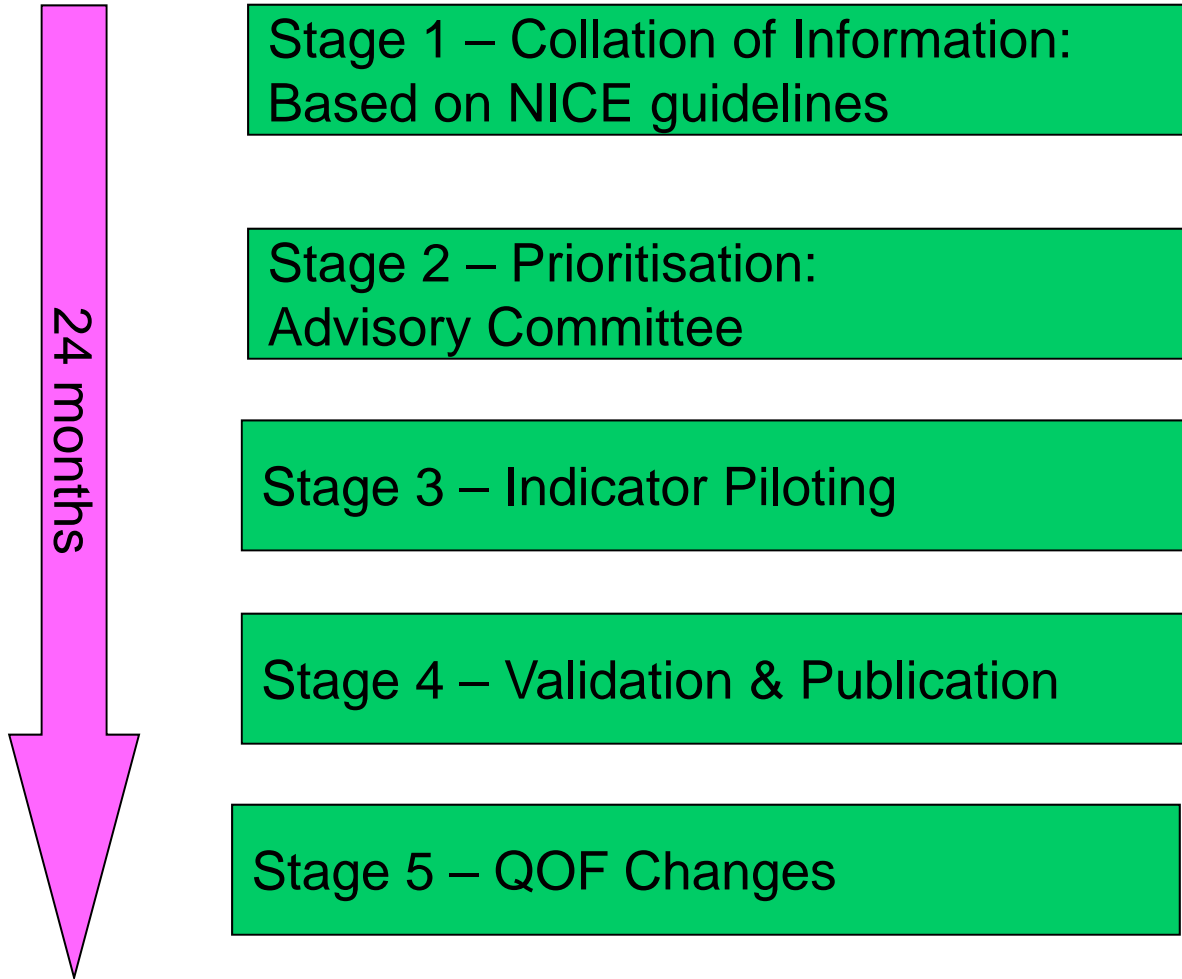 Stage 1 – Collation of Information:
Based on NICE guidelines
Stage 2 – Prioritisation:
Advisory Committee
24 months
Stage 3 – Indicator Piloting
Stage 4 – Validation & Publication
Stage 5 – QOF Changes